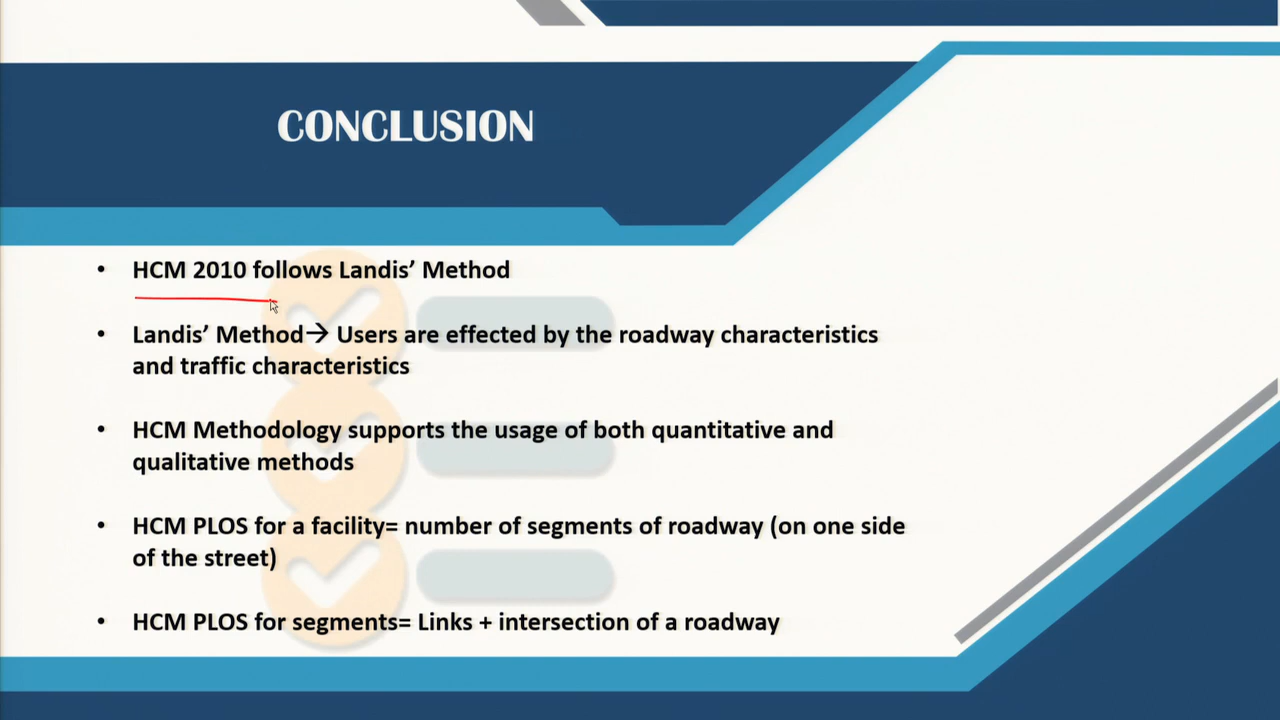 CONCLUSION
• HCM 2010 follows Landis’ Method
• Landis’ Method→ Users are effected by the roadway characteristics
and traffic characteristics
• HCM Methodology supports the usage of both quantitative and
qualitative methods
• HCM PLOS for a facility= number of segments of roadway (on one side
of the street)
• HCM PLOS for segments= Links + intersection of a roadway